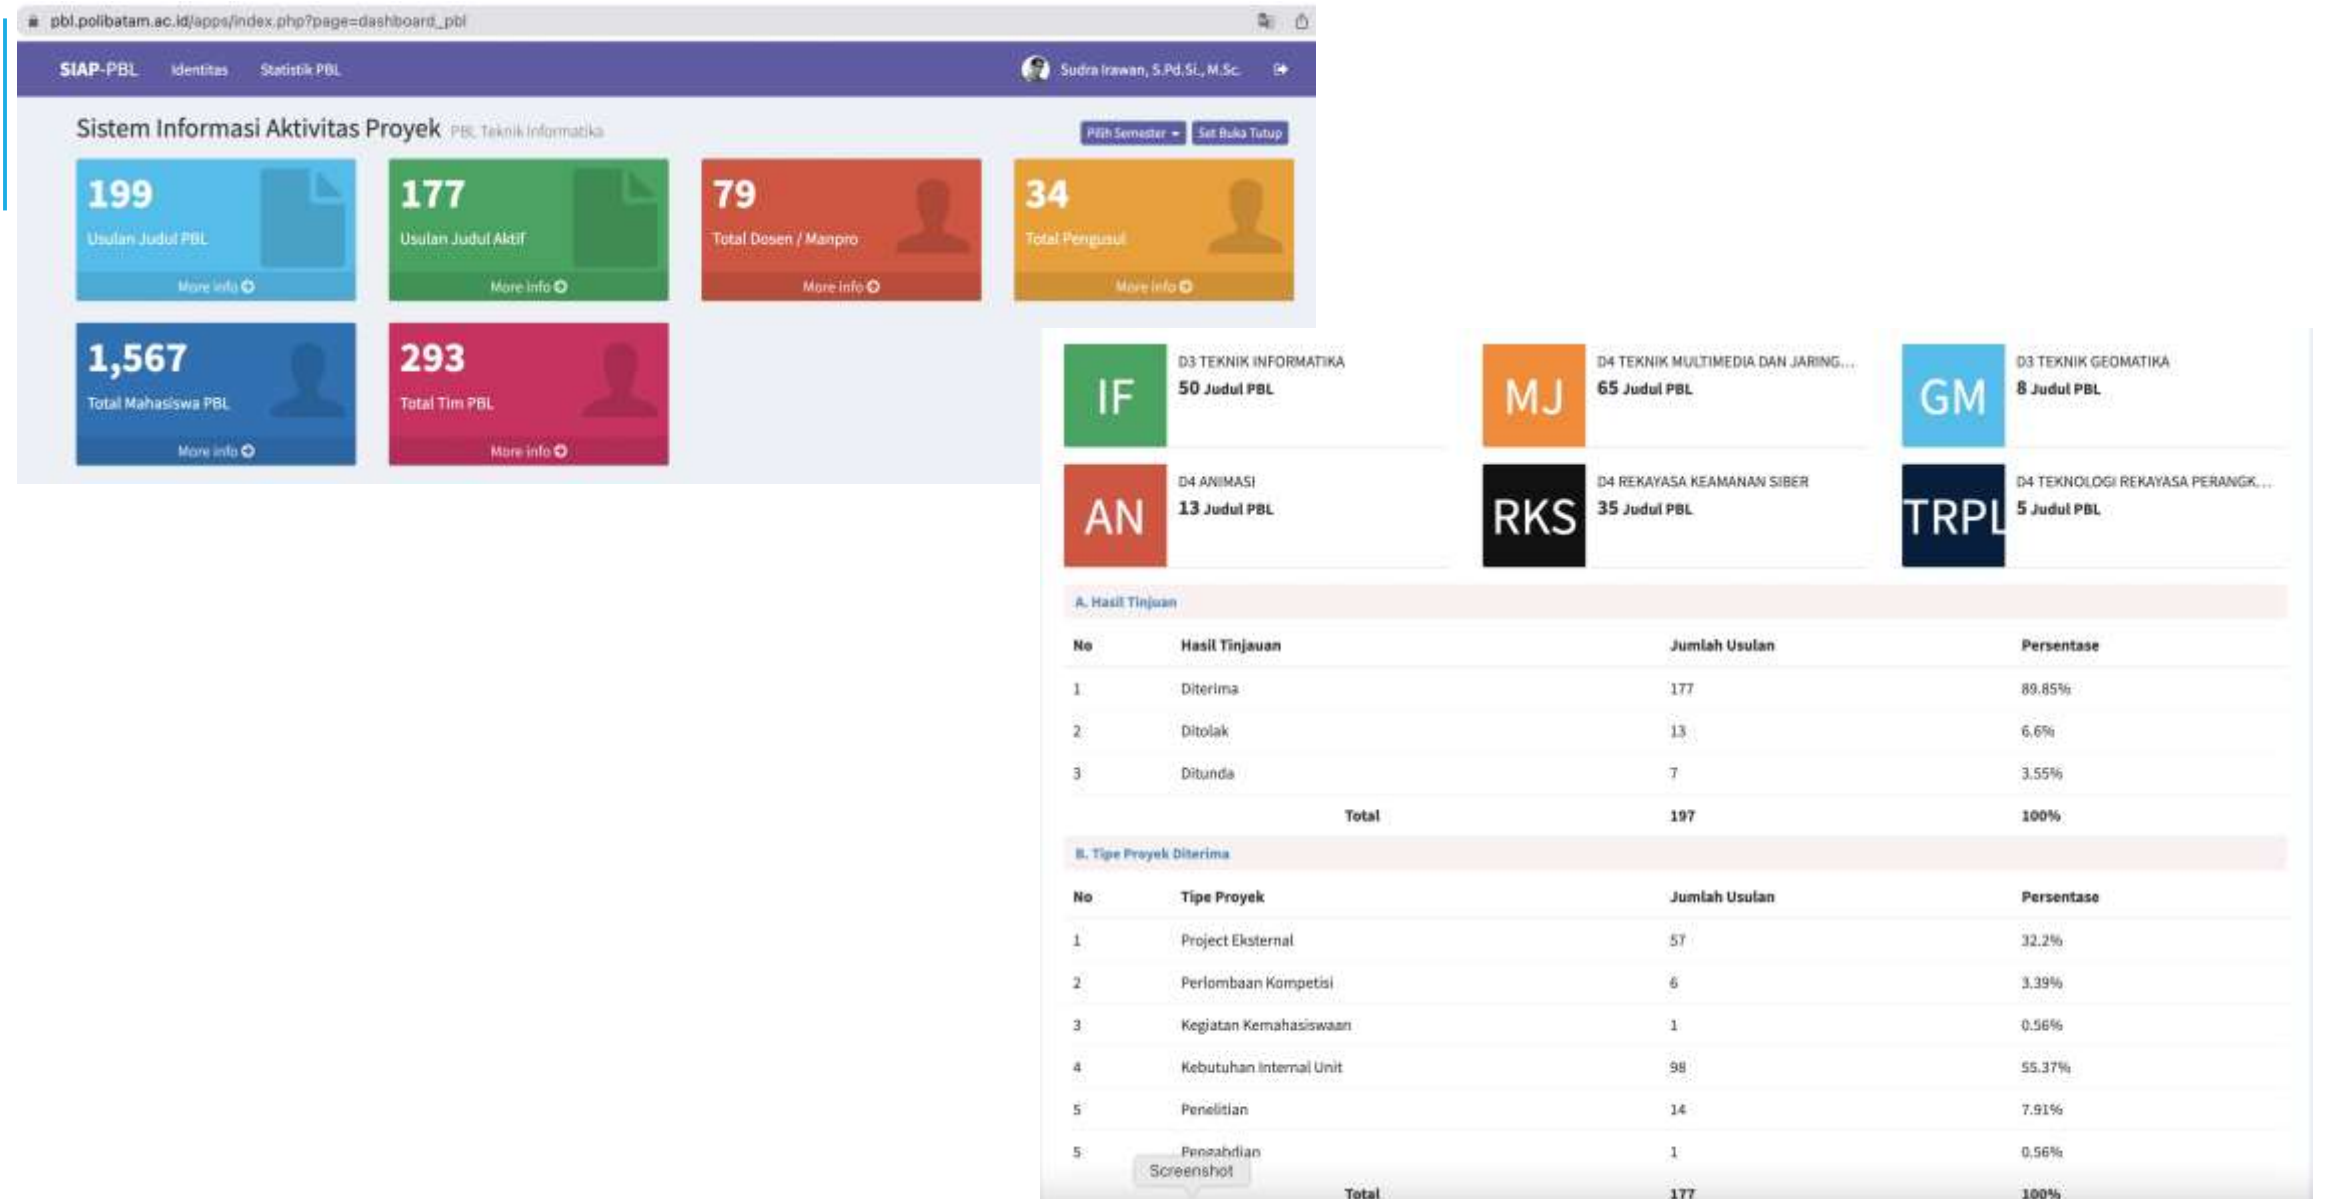 pbl.polibatam.ac.id/apps/index.php?page=dashboard_pbl
SIAP-PBL Identitas Statistik PBL Sudra Irawan, S.Pd.Si., M.Sc.
Sistem Informasi Aktivitas Proyek PBL Teknik Informatika
Pilih Semester Set Buka Tutup
199
Usulan Judul PBL
More info
177
Usulan Judul Aktif
More info
79
Total Dosen / Manpro
More info
34
Total Pengusul
More info
1,567
Total Mahasiswa PBL
More info
293
Total Tim PBL
More info
IF
D3 TEKNIK INFORMATIKA
50 Judul PBL
MJ
D4 TEKNIK MULTIMEDIA DAN JARING...
65 Judul PBL
GM
D3 TEKNIK GEOMATIKA
8 Judul PBL
AN
D4 ANIMASI
13 Judul PBL
RKS
D4 REKAYASA KEAMANAN SIBER
35 Judul PBL
TRPL
D4 TEKNOLOGI REKAYASA PERANGK...
5 Judul PBL
A. Hasil Tinjuan
No Hasil Tinjauan Jumlah Usulan Persentase
1 Diterima 177 89.85%
2 Ditolak 13 6.6%
3 Ditunda 7 3.55%
Total 197 100%
B. Tipe Proyek Diterima
No Tipe Proyek Jumlah Usulan Persentase
1 Project Eksternal 57 32.2%
2 Perlombaan Kompetisi 6 3.39%
3 Kegiatan Kemahasiswaan 1 0.56%
4 Kebutuhan Internal Unit 98 55.37%
5 Penelitian 14 7.91%
5 Pengabdian 1 0.56%
Screenshot
Total 177 100%